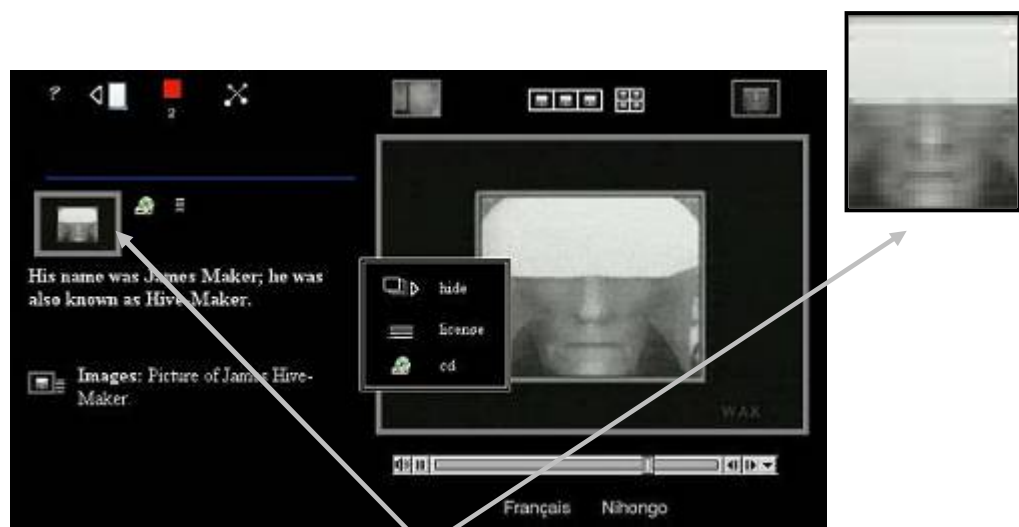 ?
2
His name was James Maker; he was
also known as Hive-Maker.
Images: Picture of James Hive-
Maker.
hide
license
cd
WAX
Français Nihongo